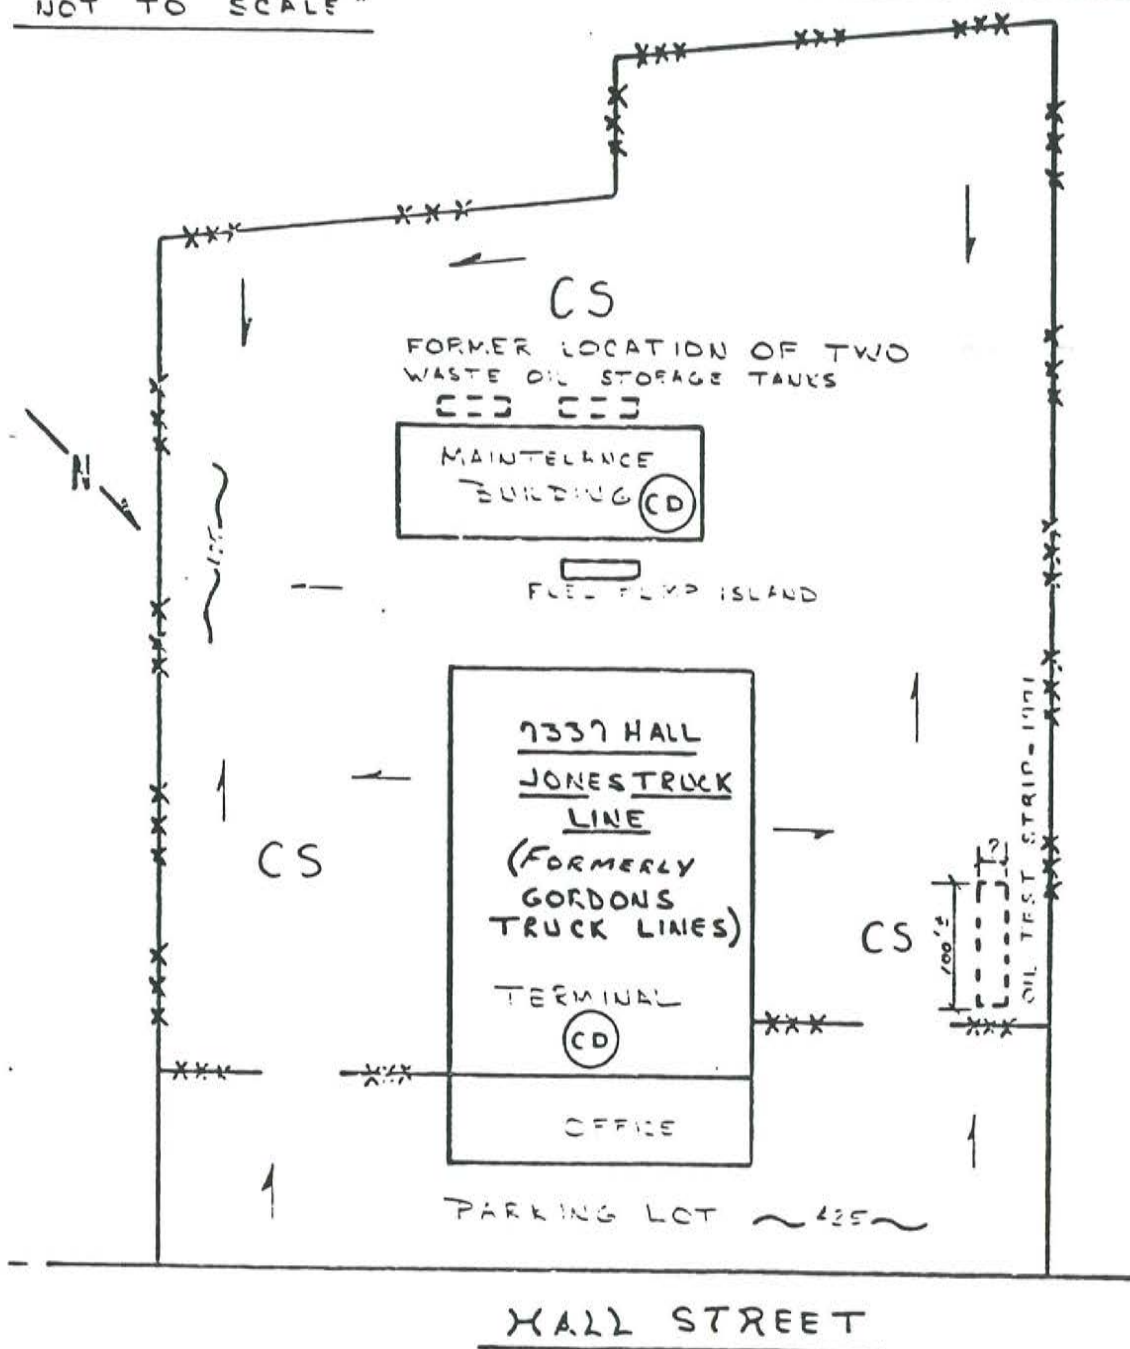 NOT TO SCALE"
CS
FORMER LOCATION OF TWO
WASTE OIL STORAGE TANKS
MAINTELANCE
BUILDING
CD
N
FUEL PUMP ISLAND
7337 HALL
JONES TRUCK
LINE
(FORMERLY
GORDONS
TRUCK LINES)
TERMINAL
CD
CS
CS
100'±
?
OIL TEST STRIP-1971
OFFICE
PARKING LOT
HALL STREET